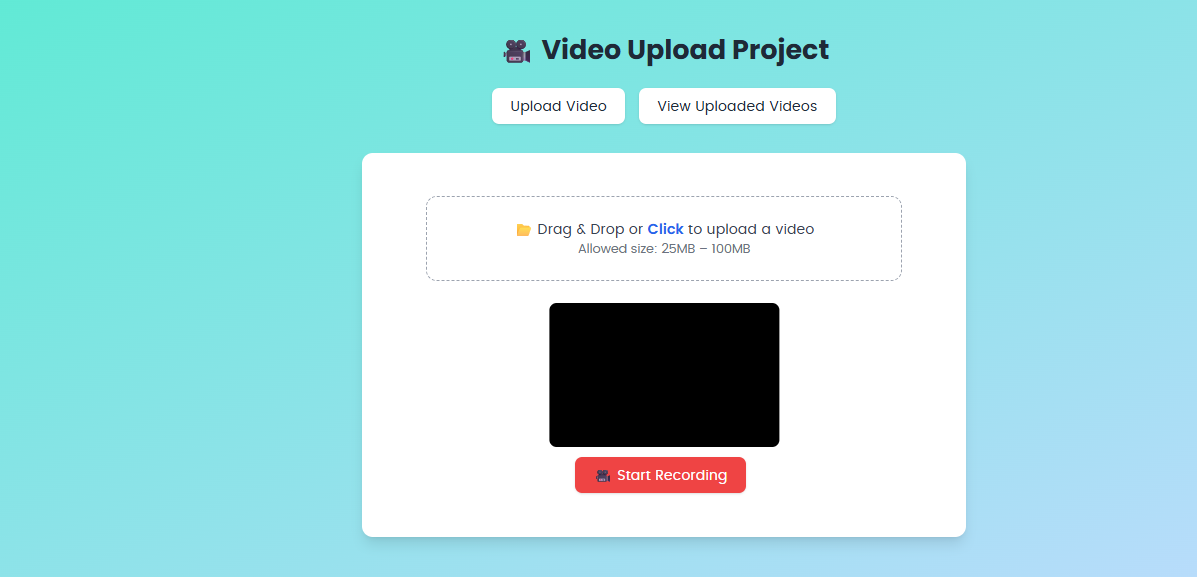 Video Upload Project
Upload Video
View Uploaded Videos
Drag & Drop or Click to upload a video
Allowed size: 25MB – 100MB
Start Recording